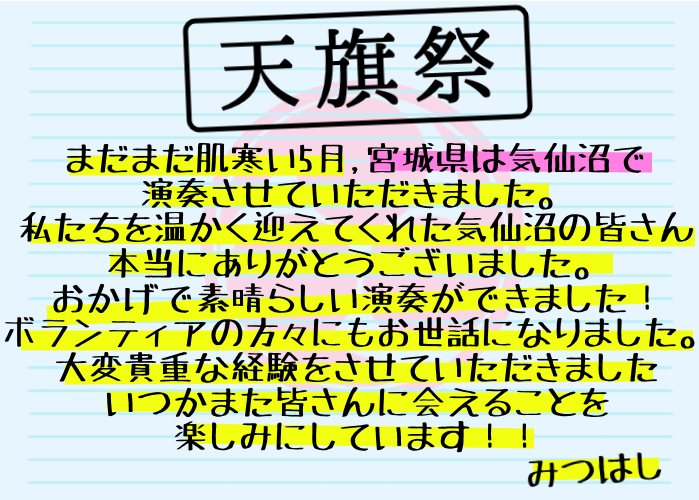 天旗祭
まだまだ肌寒い5月,宮城県は気仙沼で
演奏させていただきました。
私たちを温かく迎えてくれた気仙沼の皆さん
本当にありがとうございました。
おかげで素晴らしい演奏ができました！
ボランティアの方々にもお世話になりました。
大変貴重な経験をさせていただきました
いつかまた皆さんに会えることを
楽しみにしています！！
みつはし